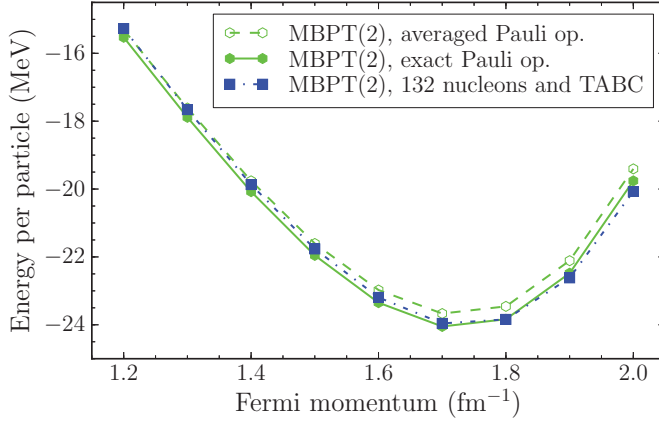 MBPT(2), averaged Pauli op.
MBPT(2), exact Pauli op.
MBPT(2), 132 nucleons and TABC
Energy per particle (MeV)
−16
−18
−20
−22
−24
1.2 1.4 1.6 1.8 2.0
Fermi momentum (fm⁻¹)